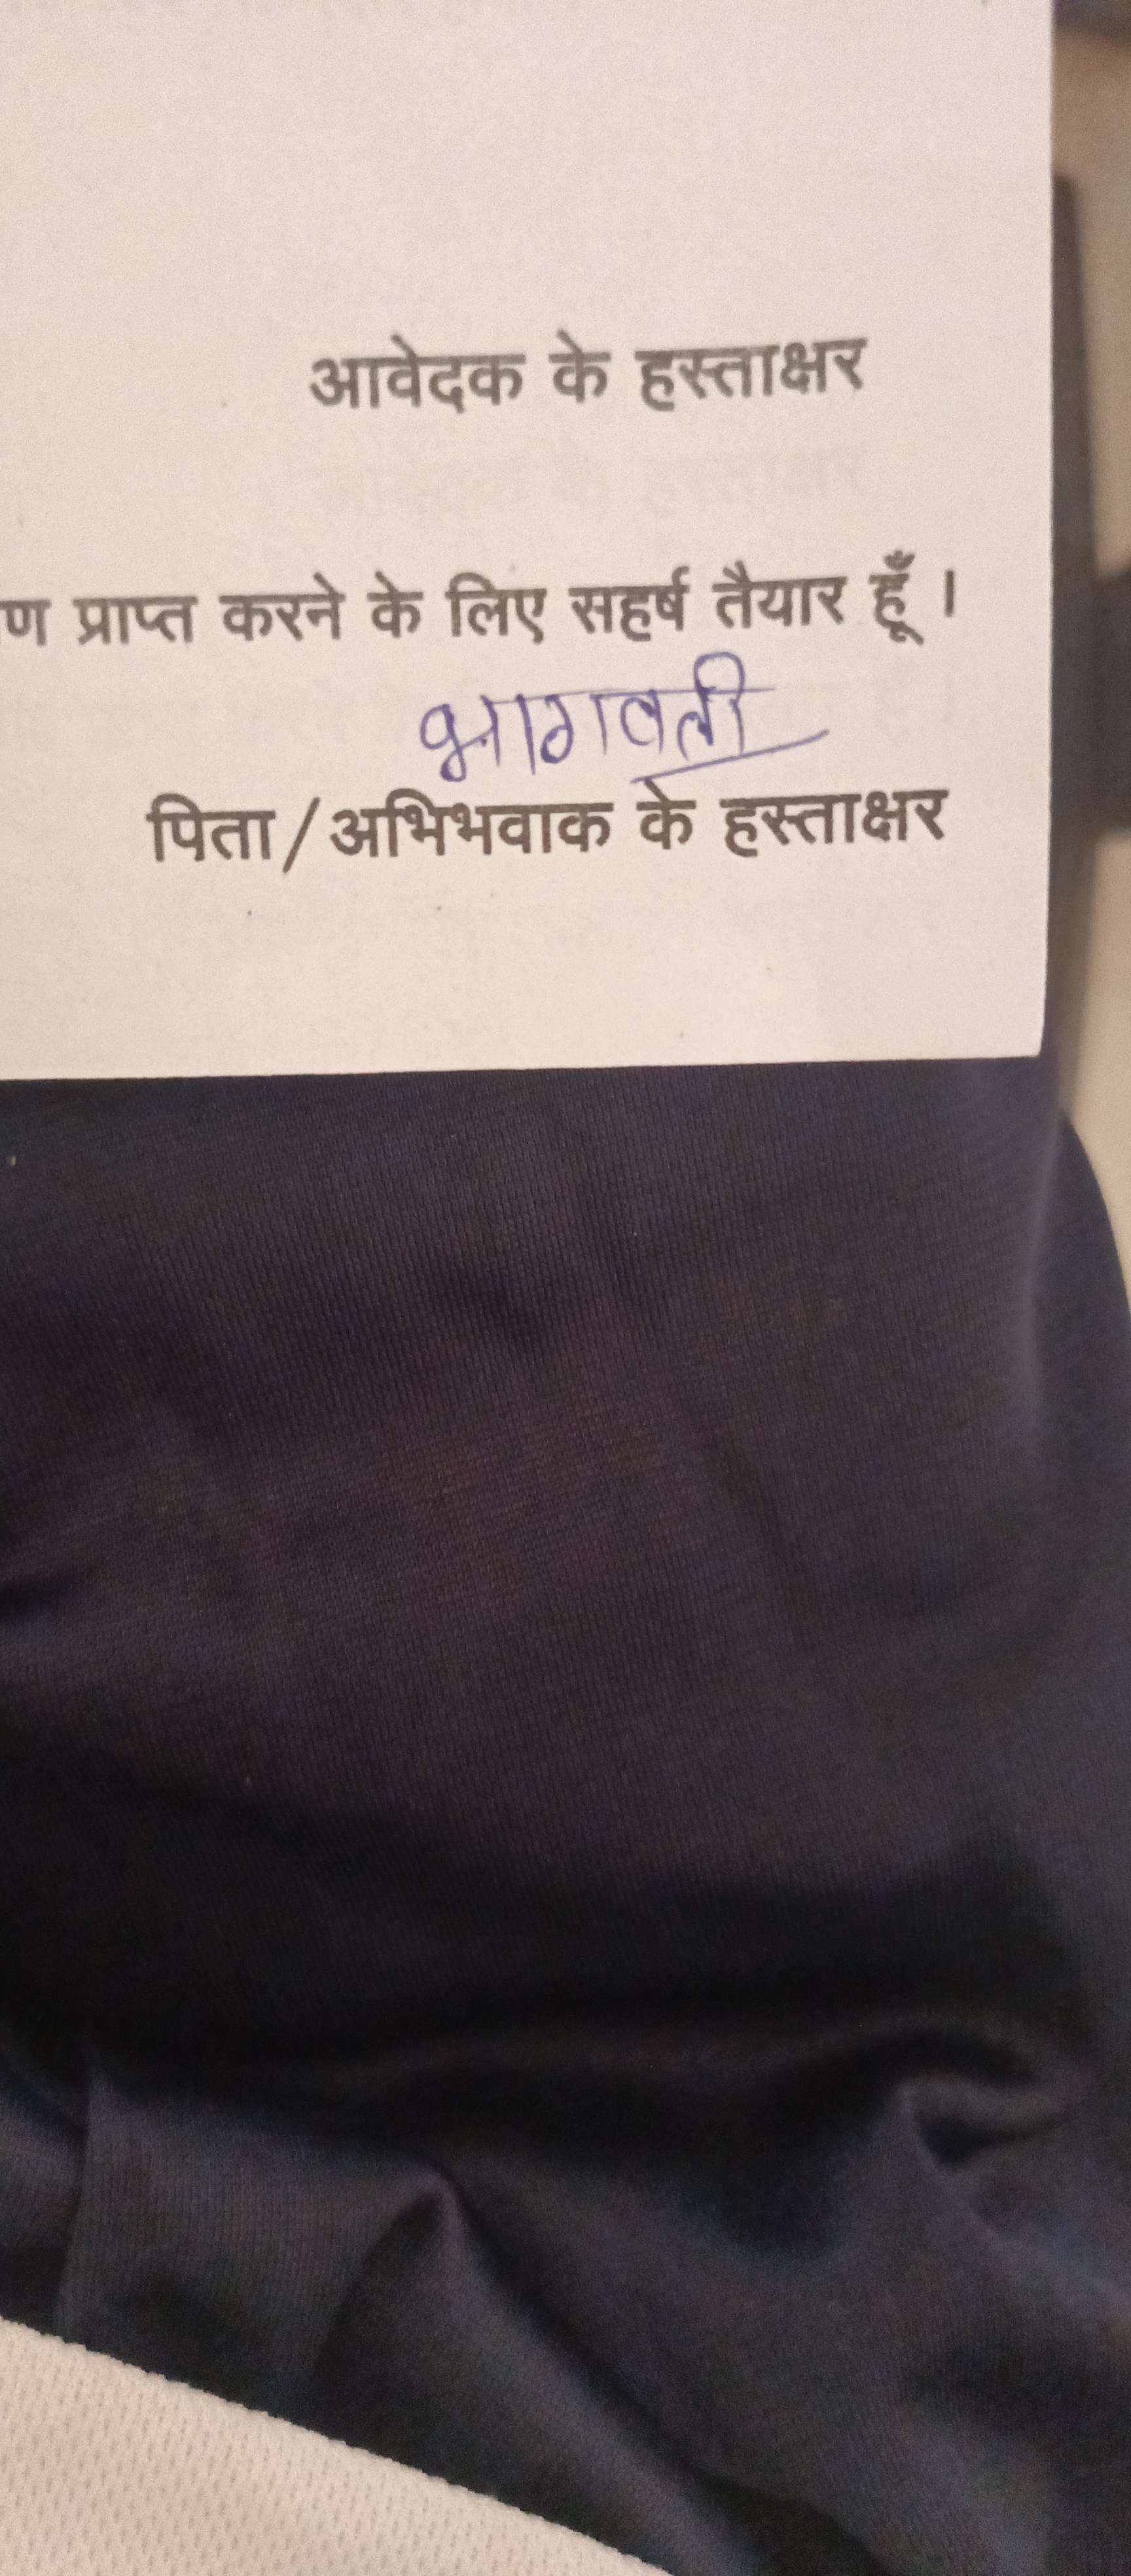 आवेदक के हस्ताक्षर
ण प्राप्त करने के लिए सहर्ष तैयार हूँ ।
भागवती
पिता/अभिभवाक के हस्ताक्षर